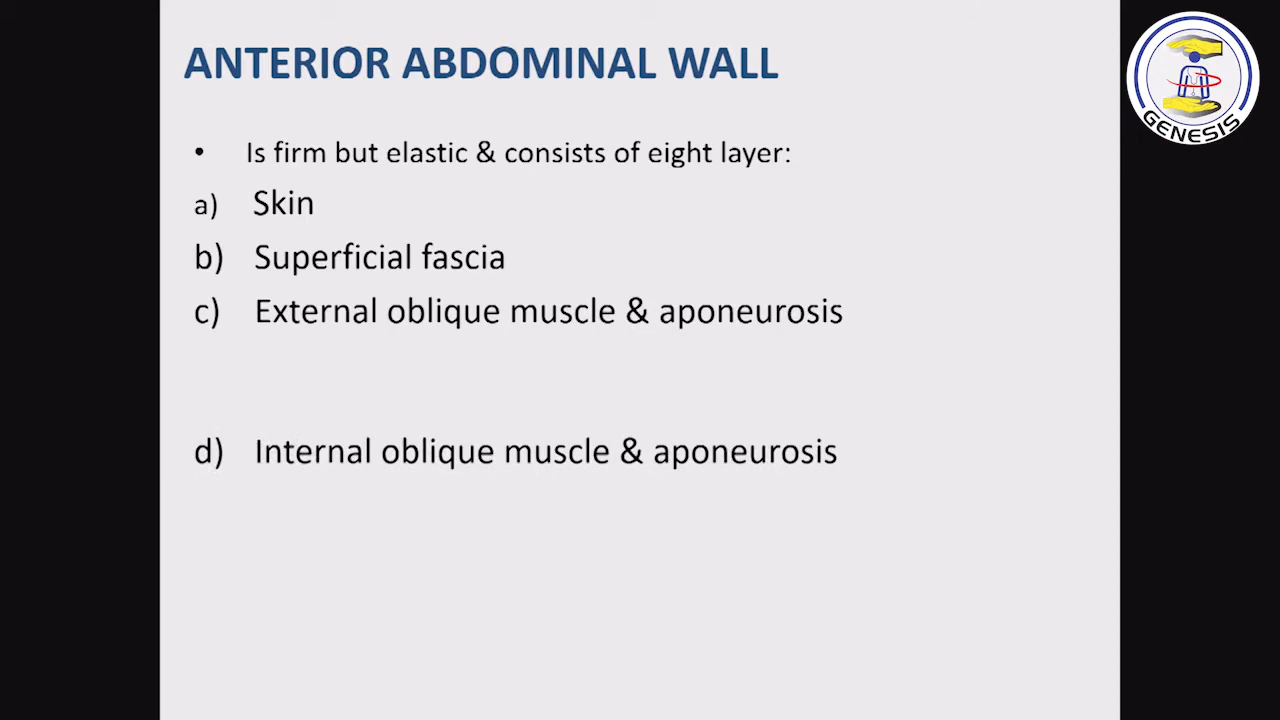 ANTERIOR ABDOMINAL WALL
GENESIS
• Is firm but elastic & consists of eight layer:
a) Skin
b) Superficial fascia
c) External oblique muscle & aponeurosis
d) Internal oblique muscle & aponeurosis